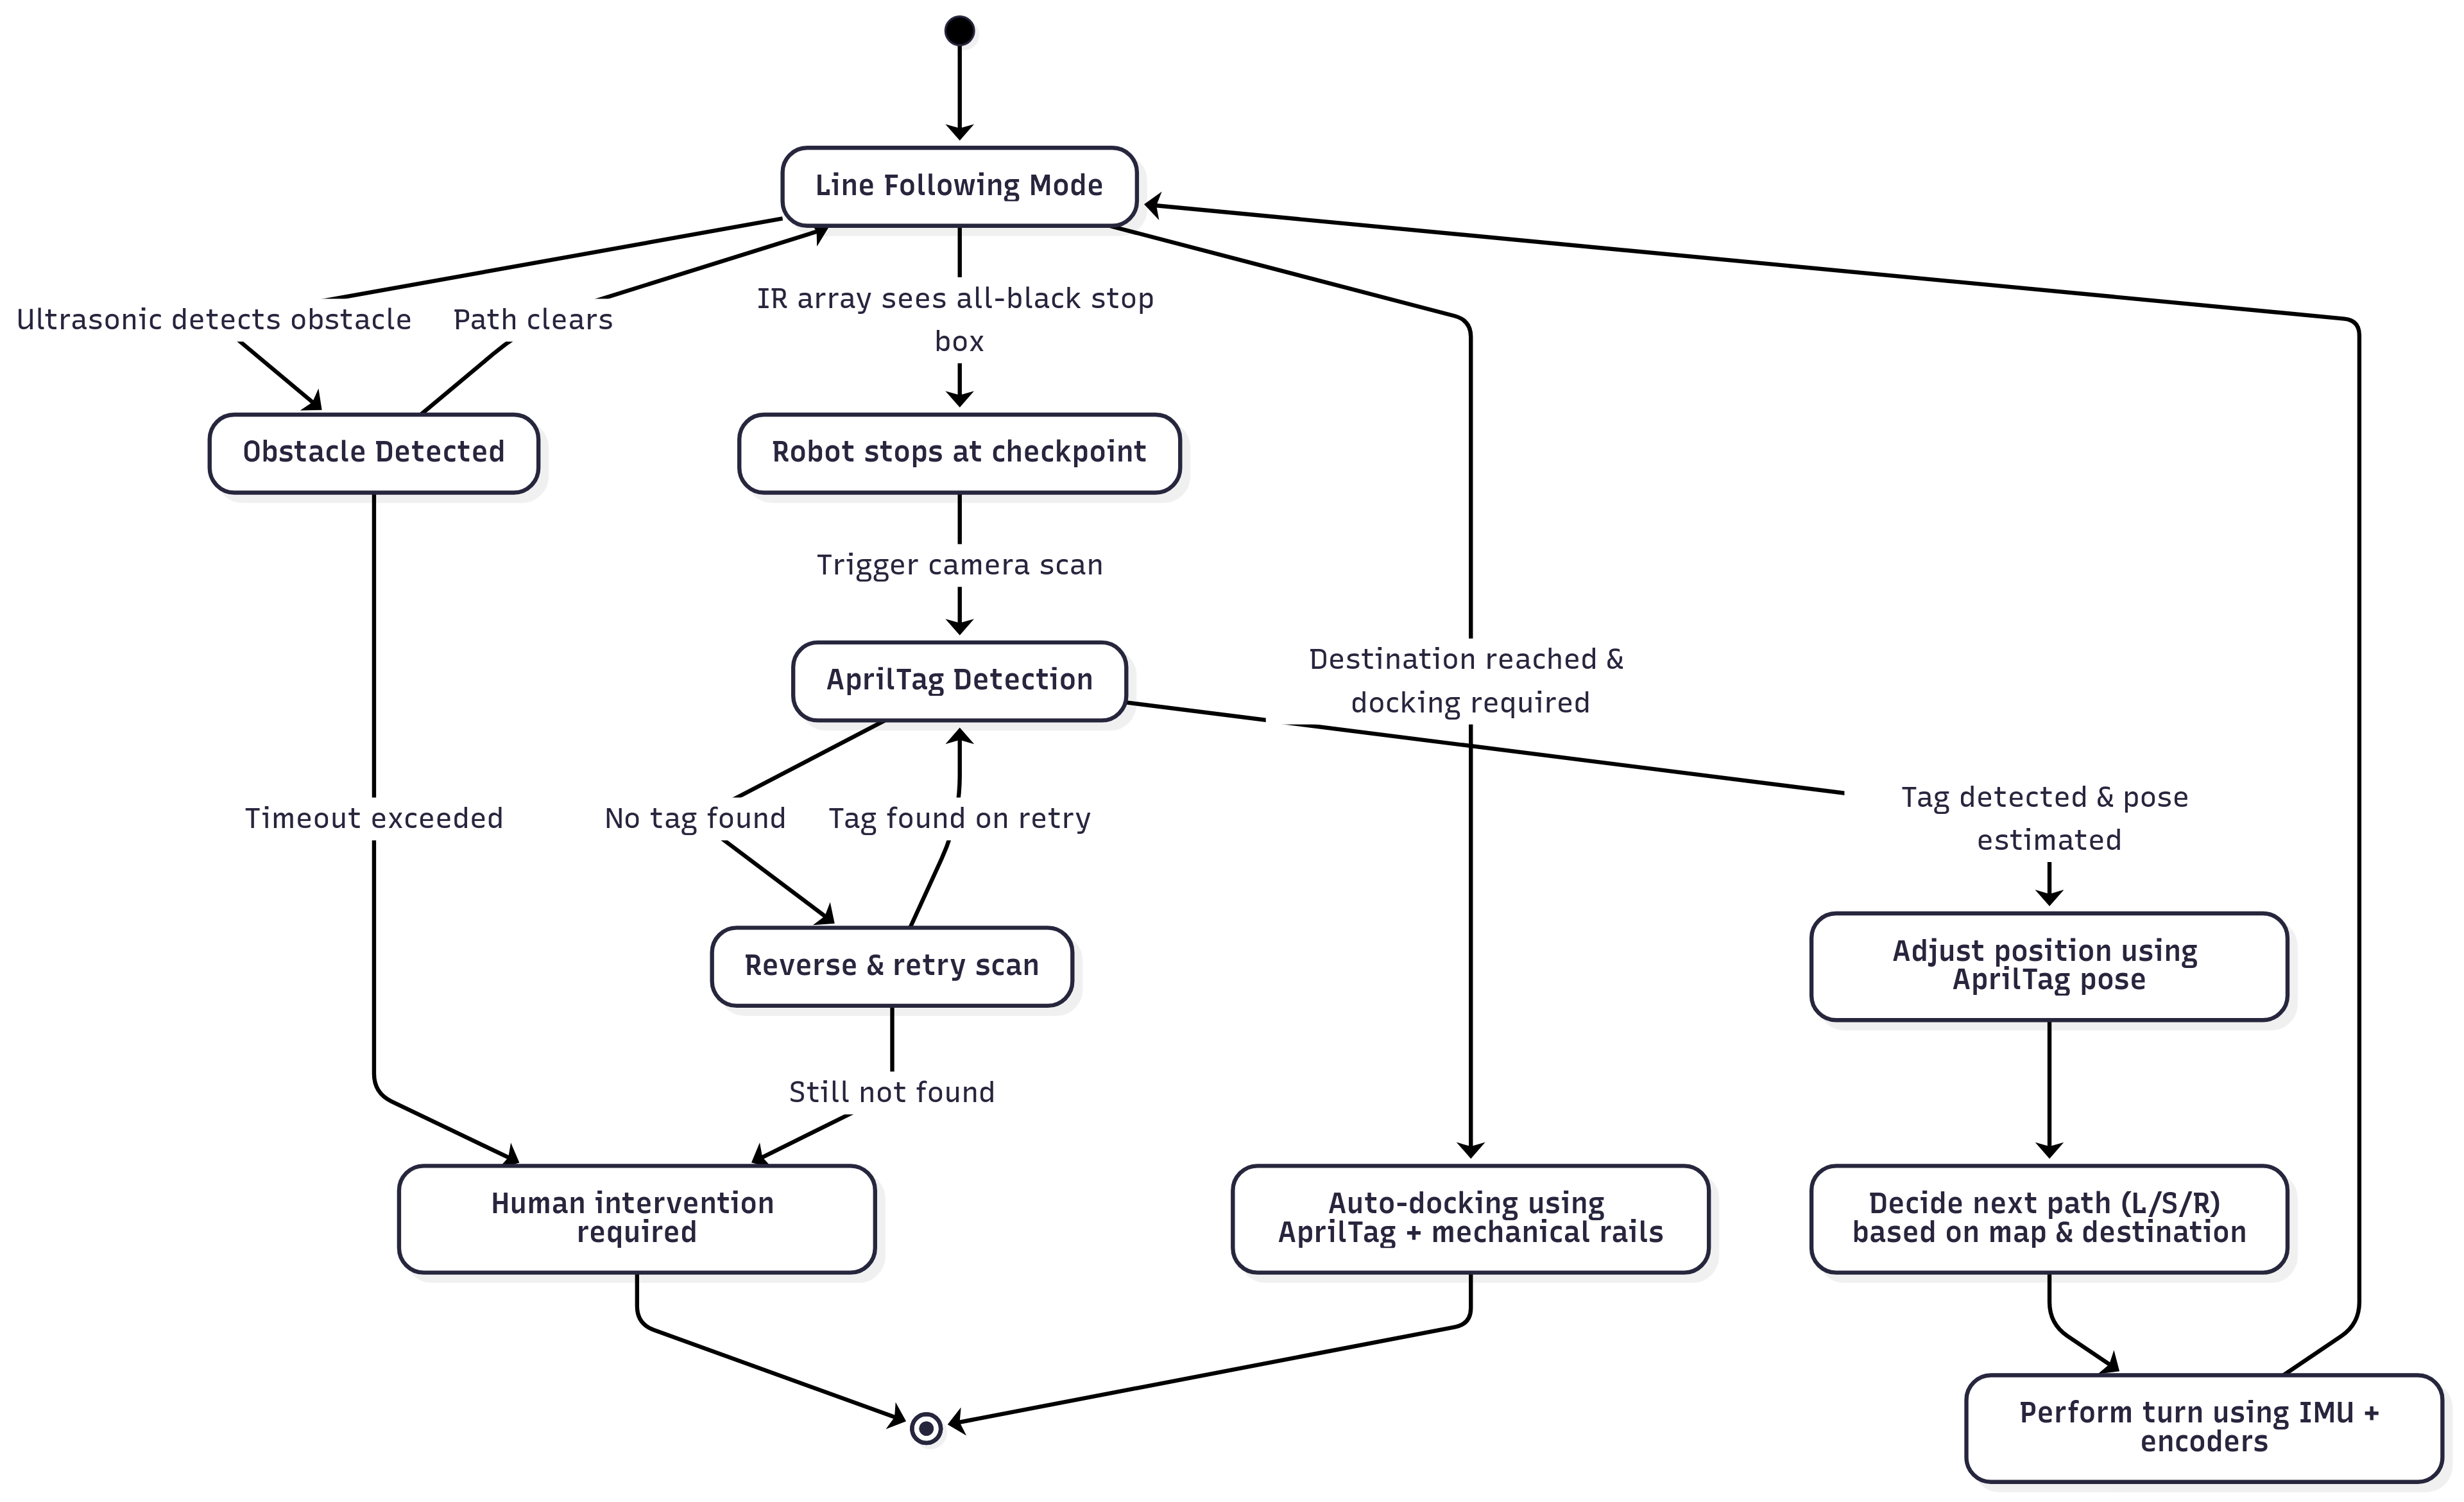 Line Following Mode
Ultrasonic detects obstacle
Path clears
IR array sees all-black stop
box
Obstacle Detected
Robot stops at checkpoint
Trigger camera scan
AprilTag Detection
Destination reached &
docking required
Timeout exceeded
No tag found
Tag found on retry
Tag detected & pose
estimated
Reverse & retry scan
Adjust position using
AprilTag pose
Still not found
Human intervention
required
Auto-docking using
AprilTag + mechanical rails
Decide next path (L/S/R)
based on map & destination
Perform turn using IMU +
encoders